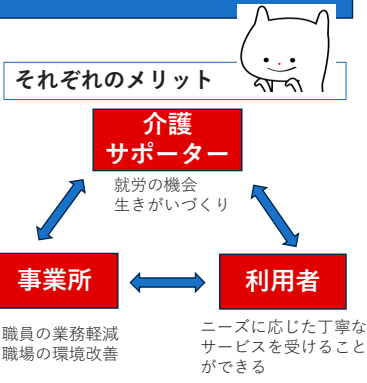 それぞれのメリット
介護
サポーター
就労の機会
生きがいづくり
事業所
利用者
職員の業務軽減
職場の環境改善
ニーズに応じた丁寧な
サービスを受けること
ができる